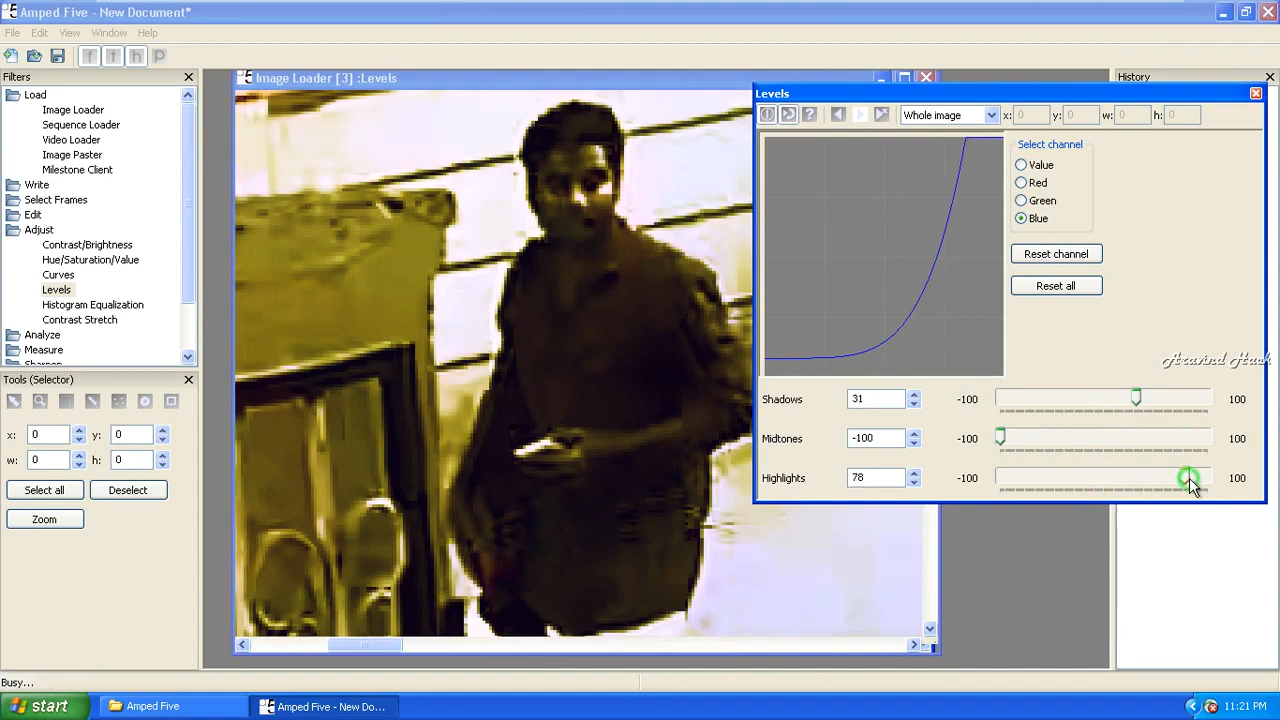 Amped Five - New Document*
File Edit View Window Help
f t h p
Filters
Load
Image Loader
Sequence Loader
Video Loader
Image Paster
Milestone Client
Write
Select Frames
Edit
Adjust
Contrast/Brightness
Hue/Saturation/Value
Curves
Levels
Histogram Equalization
Contrast Stretch
Analyze
Measure
Sharpen
Tools (Selector)
x: 0 y: 0
w: 0 h: 0
Select all Deselect
Zoom
Image Loader [3] :Levels
History
Levels
Whole image x: 0 y: 0 w: 0 h: 0
Select channel
Value
Red
Green
Blue
Reset channel
Reset all
Shadows 31 -100 100
Midtones -100 -100 100
Highlights 78 -100 100
Aravind Hack
Busy...
start Amped Five Amped Five - New Do... 11:21 PM